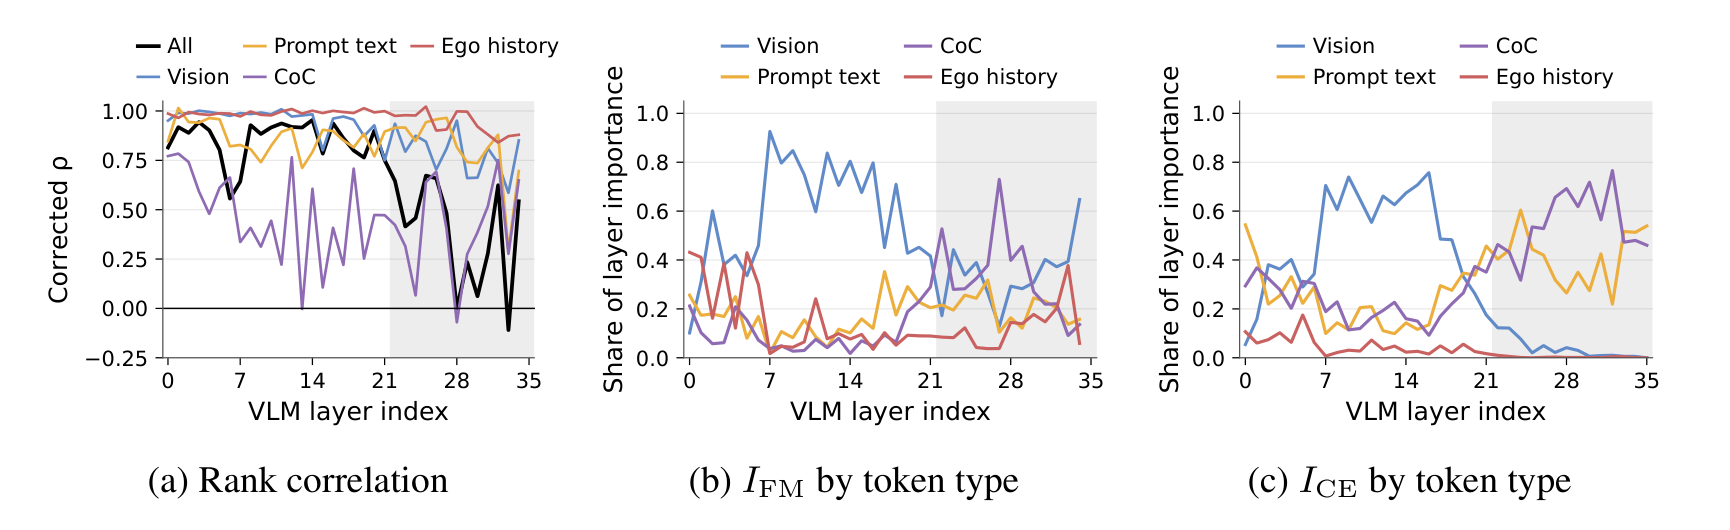 All
Prompt text
Ego history
Vision
CoC
Corrected ρ
1.00
0.75
0.50
0.25
0.00
−0.25
0 7 14 21 28 35
VLM layer index
(a) Rank correlation
Vision
CoC
Prompt text
Ego history
Share of layer importance
1.0
0.8
0.6
0.4
0.2
0.0
0 7 14 21 28 35
VLM layer index
(b) I_FM by token type
Vision
CoC
Prompt text
Ego history
Share of layer importance
1.0
0.8
0.6
0.4
0.2
0.0
0 7 14 21 28 35
VLM layer index
(c) I_CE by token type